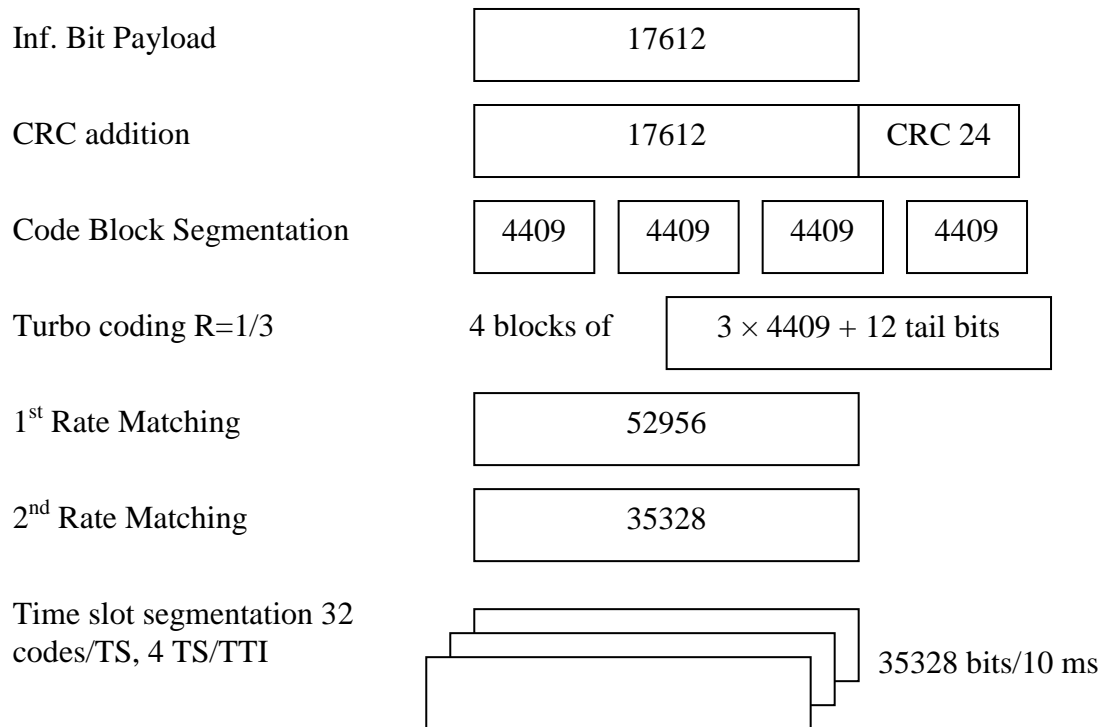 Inf. Bit Payload 17612
CRC addition 17612 CRC 24
Code Block Segmentation 4409 4409 4409 4409
Turbo coding R=1/3 4 blocks of 3 × 4409 + 12 tail bits
1st Rate Matching 52956
2nd Rate Matching 35328
Time slot segmentation 32
codes/TS, 4 TS/TTI
35328 bits/10 ms